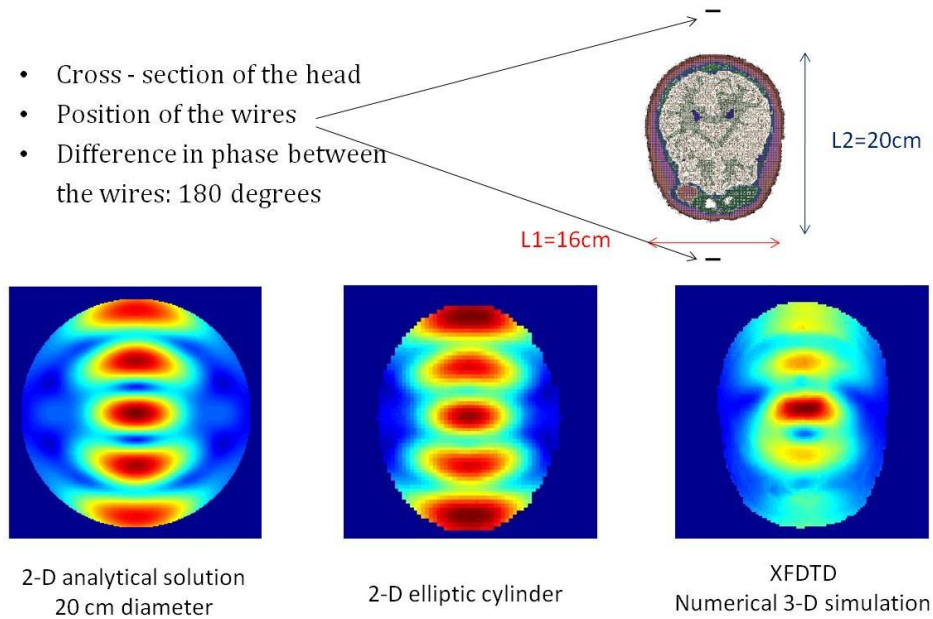 • Cross - section of the head
• Position of the wires
• Difference in phase between
the wires: 180 degrees
L2=20cm
L1=16cm
2-D analytical solution
20 cm diameter
2-D elliptic cylinder
XFDTD
Numerical 3-D simulation